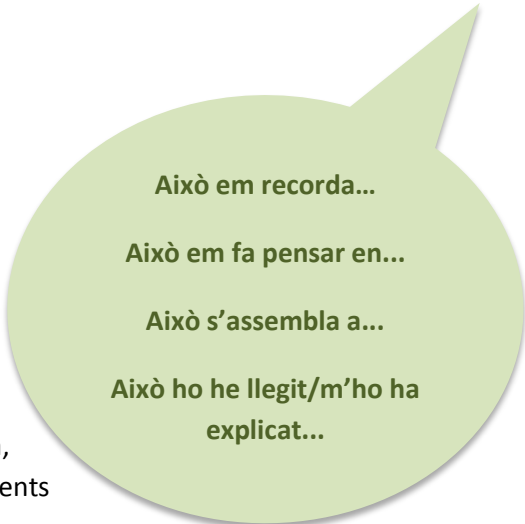 Això em recorda…
Això em fa pensar en...
Això s’assembla a...
Això ho he llegit/m’ho ha
explicat...